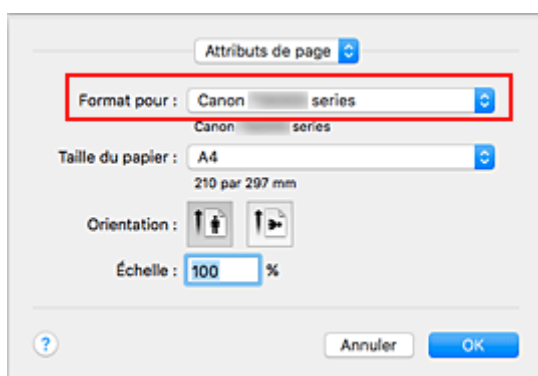 Attributs de page
Format pour : Canon series
Canon series
Taille du papier : A4
210 par 297 mm
Orientation :
Échelle : 100 %
? Annuler OK